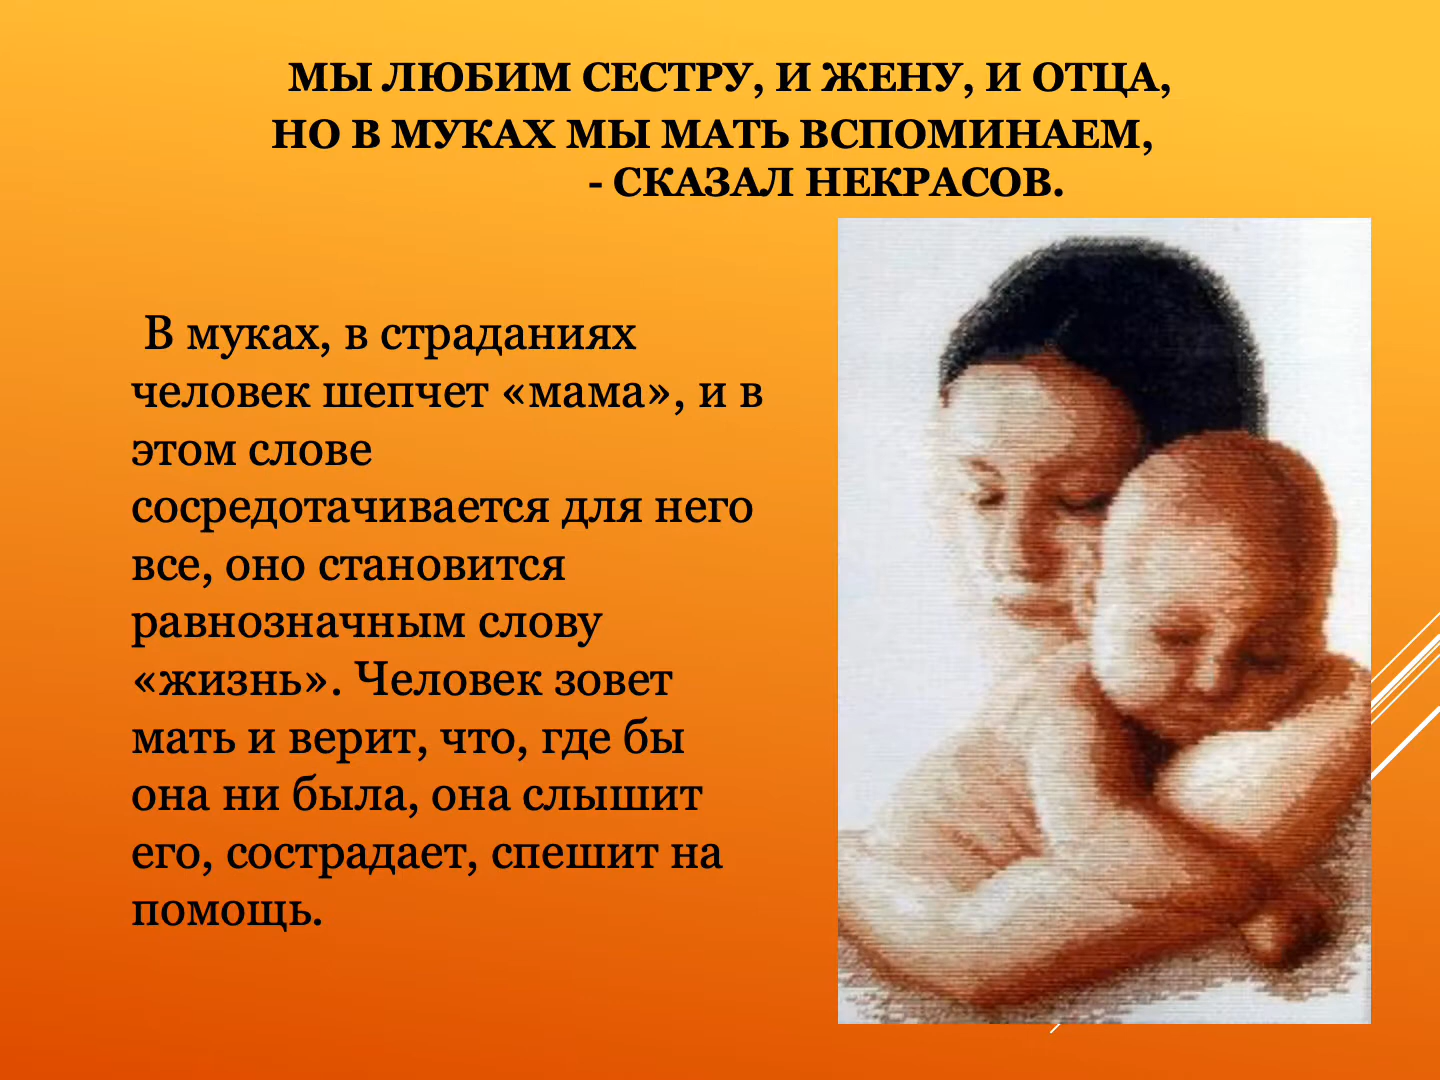 МЫ ЛЮБИМ СЕСТРУ, И ЖЕНУ, И ОТЦА,
НО В МУКАХ МЫ МАТЬ ВСПОМИНАЕМ,
- СКАЗАЛ НЕКРАСОВ.
В муках, в страданиях
человек шепчет «мама», и в
этом слове
сосредотачивается для него
все, оно становится
равнозначным слову
«жизнь». Человек зовет
мать и верит, что, где бы
она ни была, она слышит
его, сострадает, спешит на
помощь.